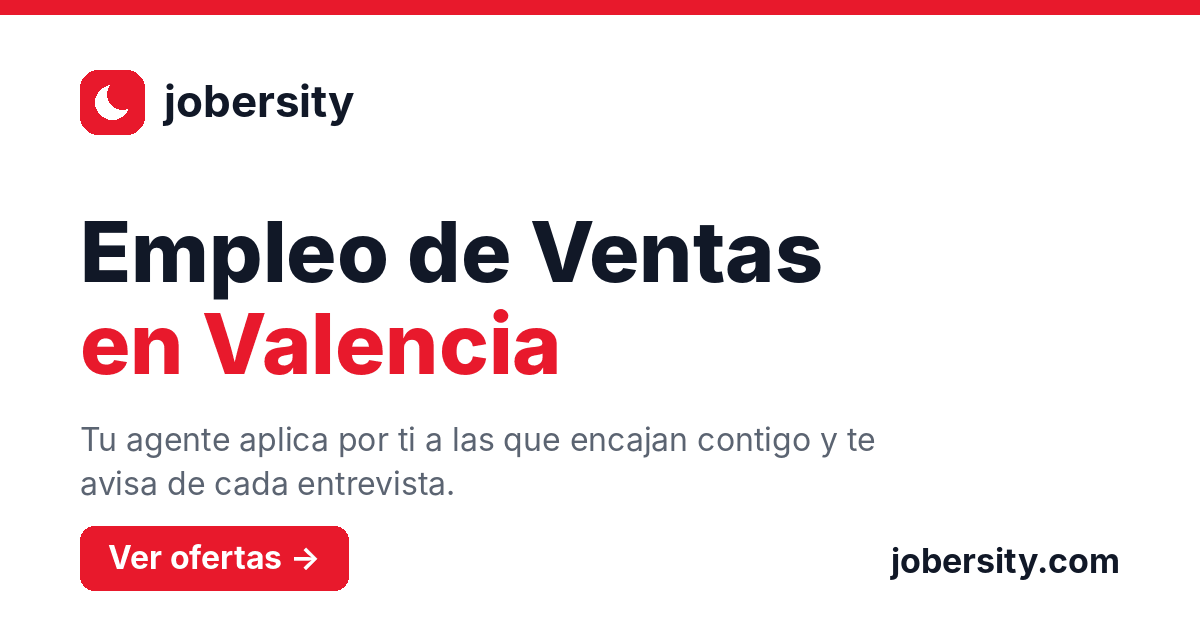 jobersity
Empleo de Ventas
en Valencia
Tu agente aplica por ti a las que encajan contigo y te
avisa de cada entrevista.
Ver ofertas →
jobersity.com